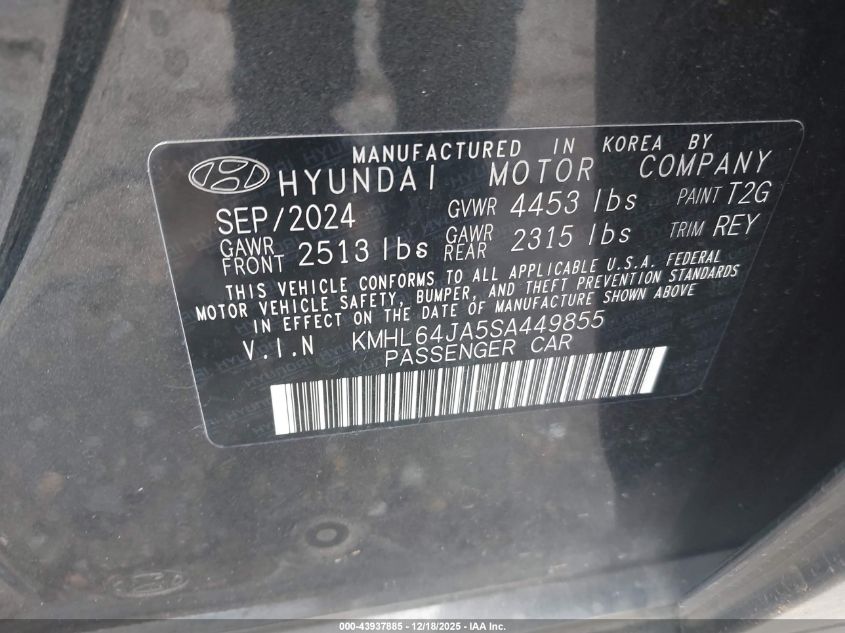 MANUFACTURED IN KOREA BY
HYUNDAI MOTOR COMPANY
SEP/2024 GVWR 4453 lbs PAINT T2G
GAWR FRONT 2513 lbs GAWR REAR 2315 lbs TRIM REY
THIS VEHICLE CONFORMS TO ALL APPLICABLE U.S.A. FEDERAL
MOTOR VEHICLE SAFETY, BUMPER, AND THEFT PREVENTION STANDARDS
IN EFFECT ON THE DATE OF MANUFACTURE SHOWN ABOVE
V.I.N KMHL64JA5SA449855
PASSENGER CAR
000-43937885 - 12/18/2025 - IAA Inc.